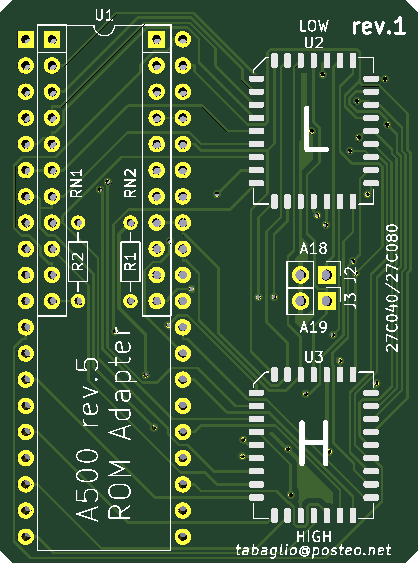 U1
LOW
rev.1
U2
L
RN1
RN2
27C040/27C080
A18
R2
R1
J2
J3
A19
U3
A500 rev.5
ROM Adapter
H
HIGH
tabaglio@posteo.net